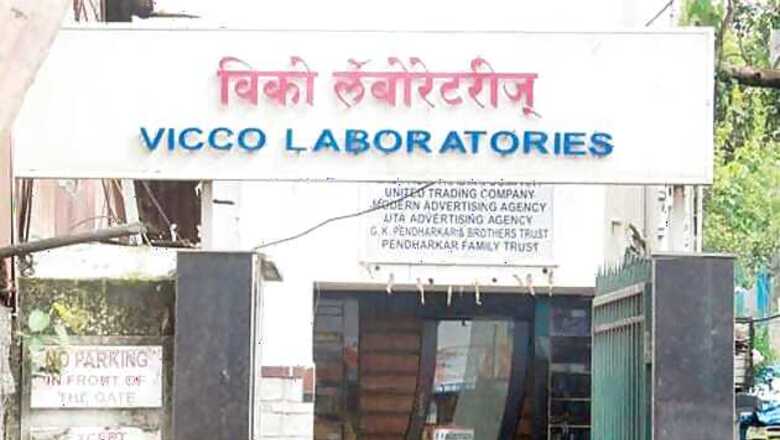 विको लॅबोरेटरीज्
VICCO LABORATORIES
UNITED TRADING COMPANY
MODERN ADVERTISING AGENCY
UTA ADVERTISING AGENCY
G. K. PENDHARKAR & BROTHERS TRUST
PENDHARKAR FAMILY TRUST
NO PARKING
IN FRONT OF
THE GATE
EXCEPT